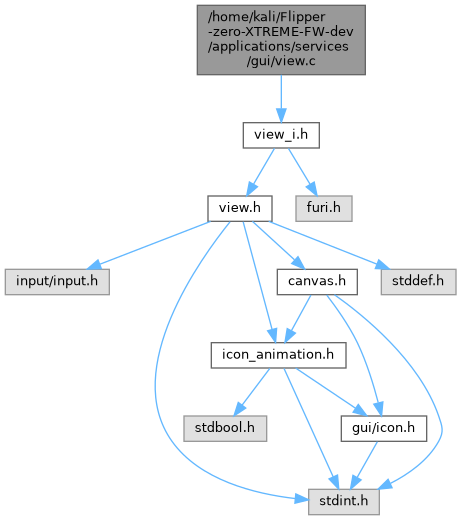 /home/kali/Flipper
-zero-XTREME-FW-dev
/applications/services
/gui/view.c
view_i.h
view.h
furi.h
input/input.h
canvas.h
stddef.h
icon_animation.h
stdbool.h
gui/icon.h
stdint.h